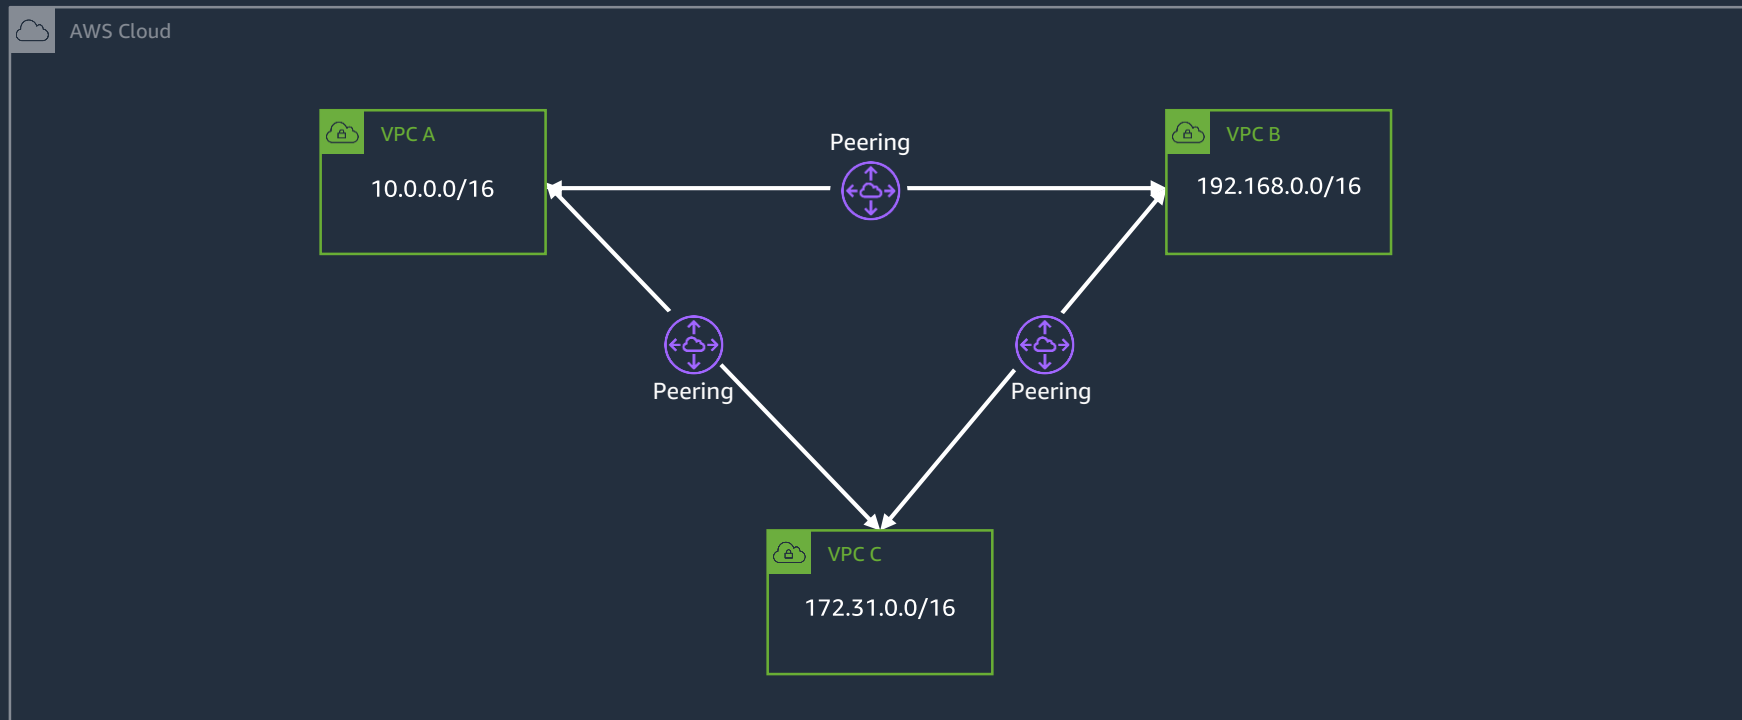 AWS Cloud
VPC A
10.0.0.0/16
Peering
VPC B
192.168.0.0/16
Peering
Peering
VPC C
172.31.0.0/16